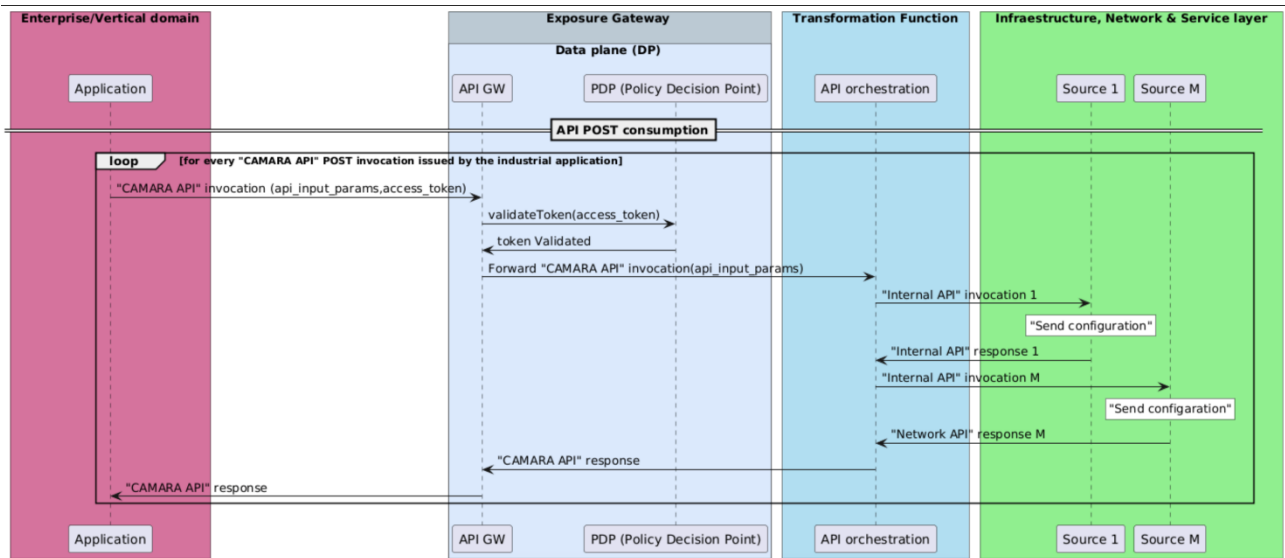 Enterprise/Vertical domain
Exposure Gateway
Transformation Function
Infraestructure, Network & Service layer
Data plane (DP)
Application
API GW
PDP (Policy Decision Point)
API orchestration
Source 1
Source M
API POST consumption
loop
[for every "CAMARA API" POST invocation issued by the industrial application]
"CAMARA API" invocation (api_input_params,access_token)
validateToken(access_token)
token Validated
Forward "CAMARA API" invocation(api_input_params)
"Internal API" invocation 1
"Send configuration"
"Internal API" response 1
"Internal API" invocation M
"Send configaration"
"Network API" response M
"CAMARA API" response
"CAMARA API" response
Application
API GW
PDP (Policy Decision Point)
API orchestration
Source 1
Source M